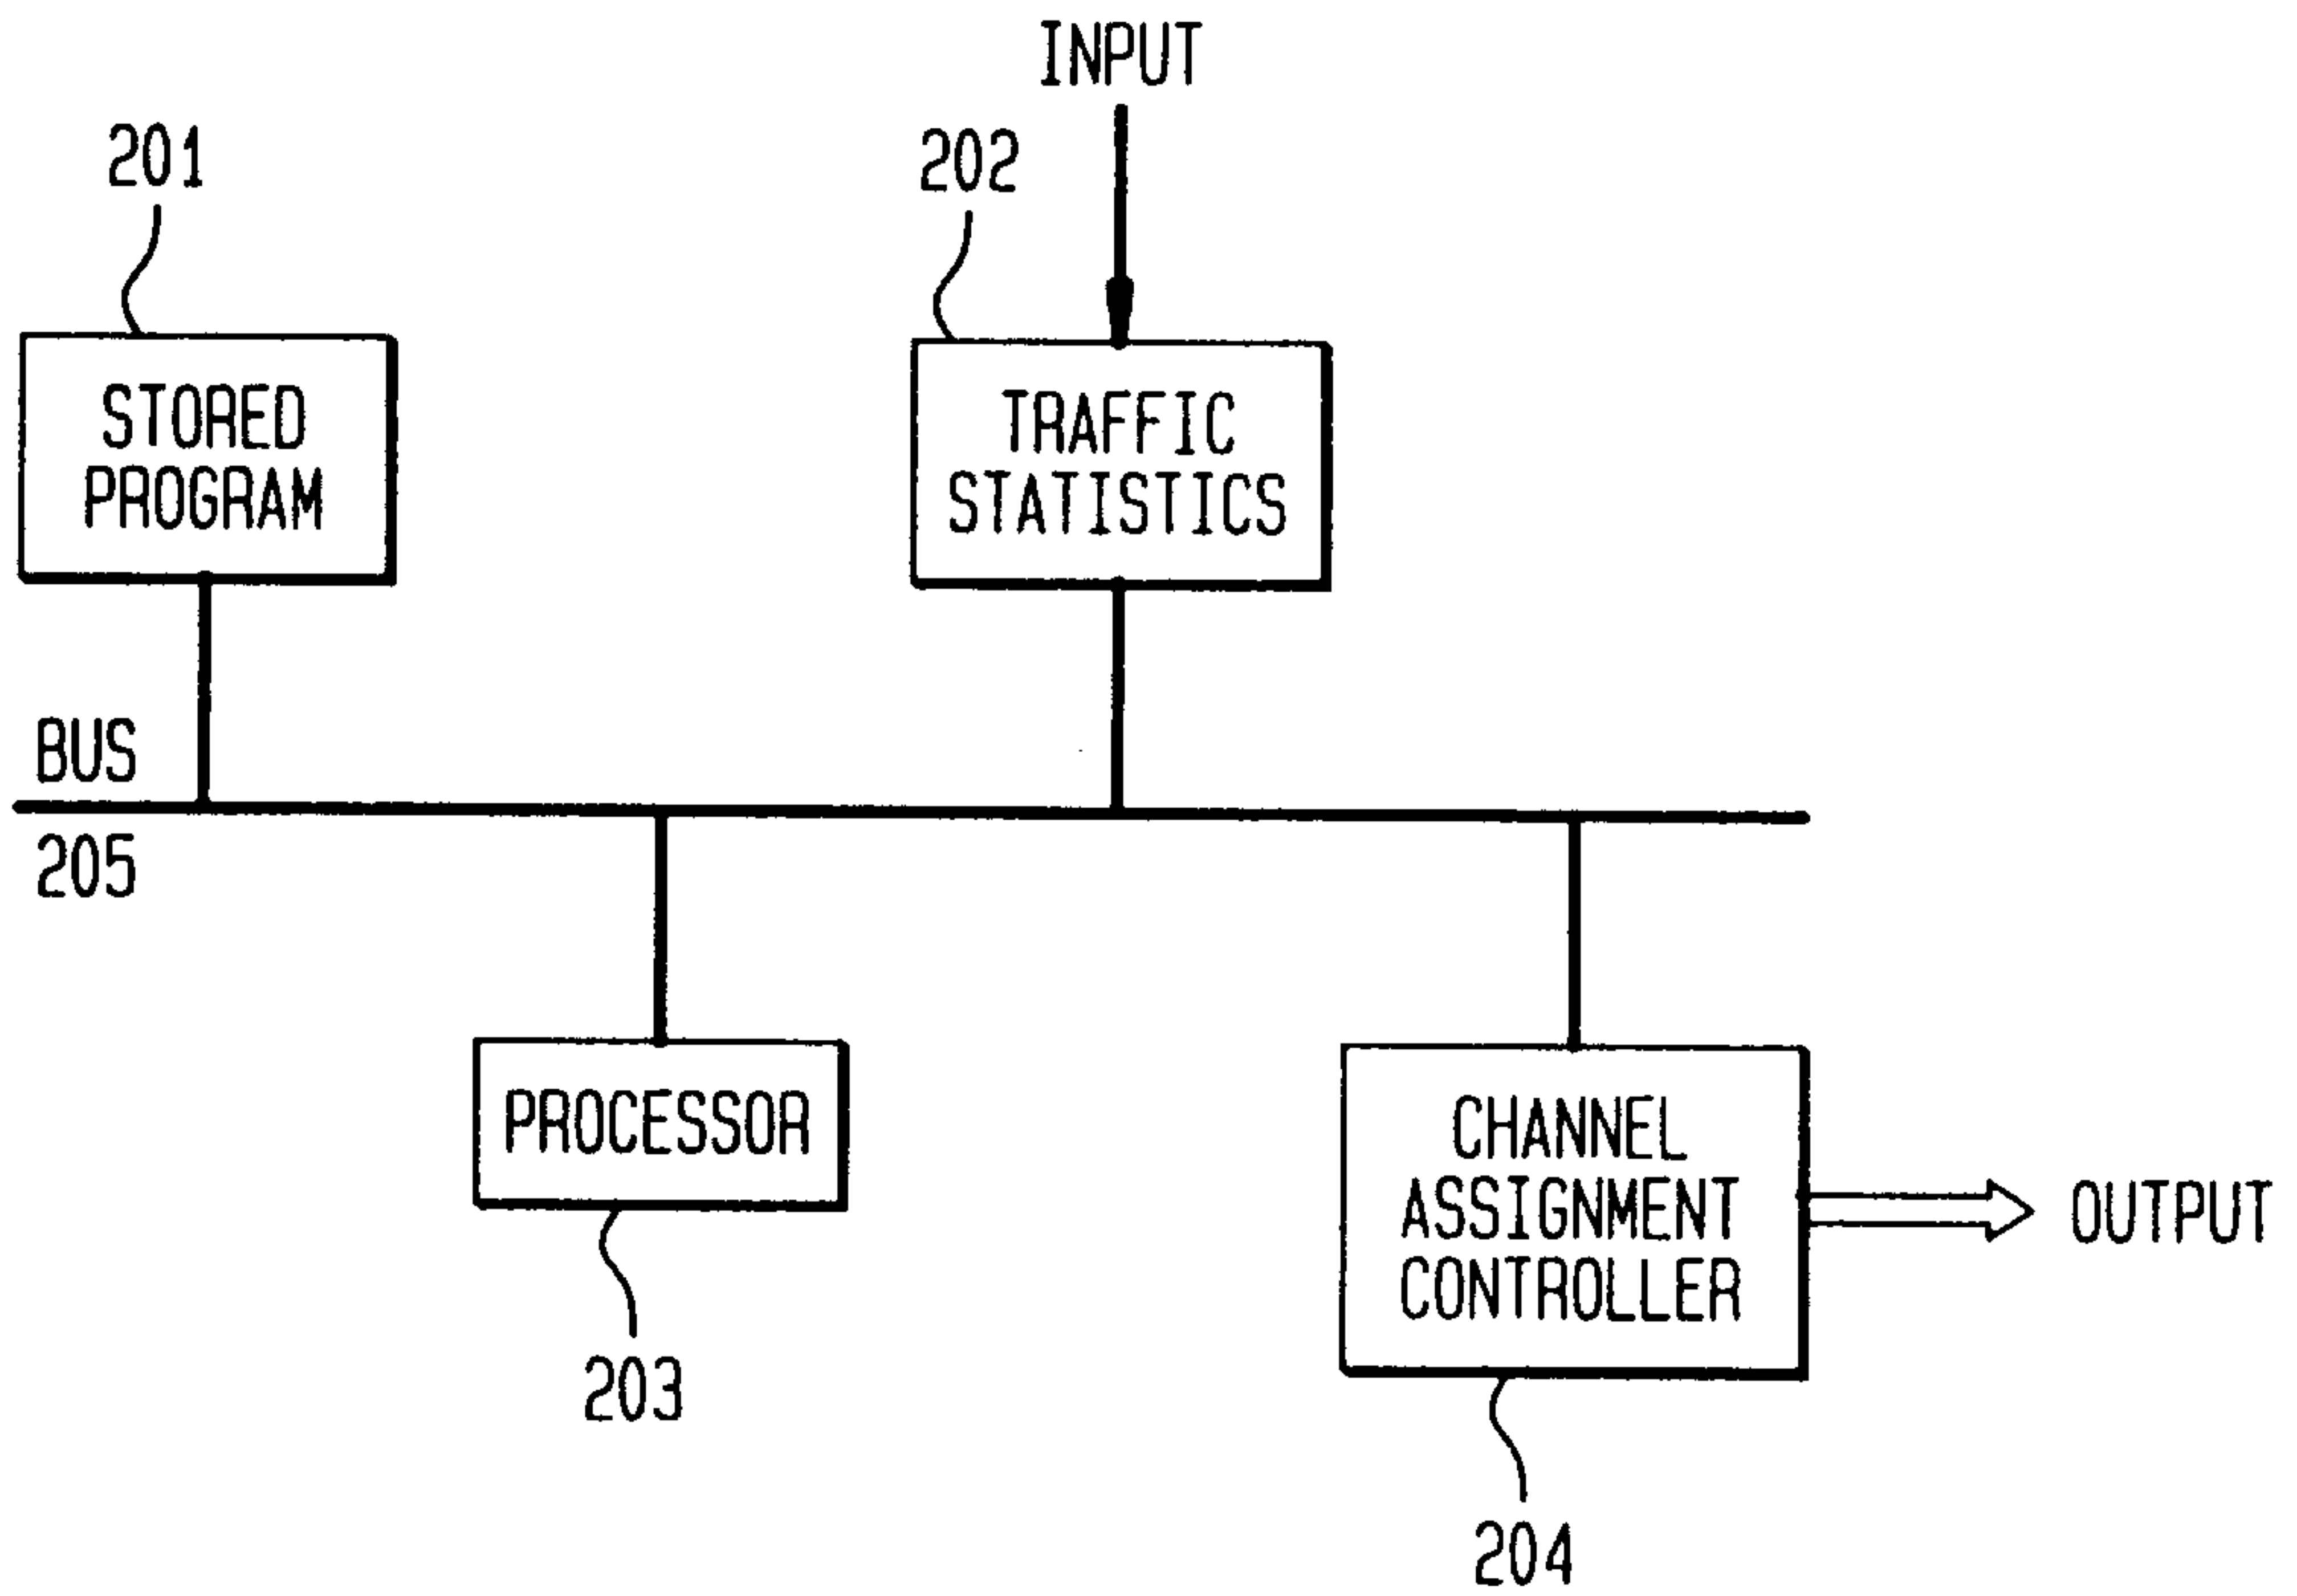 INPUT
201
202
STORED
PROGRAM
TRAFFIC
STATISTICS
BUS
205
PROCESSOR
CHANNEL
ASSIGNMENT
CONTROLLER
OUTPUT
203
204